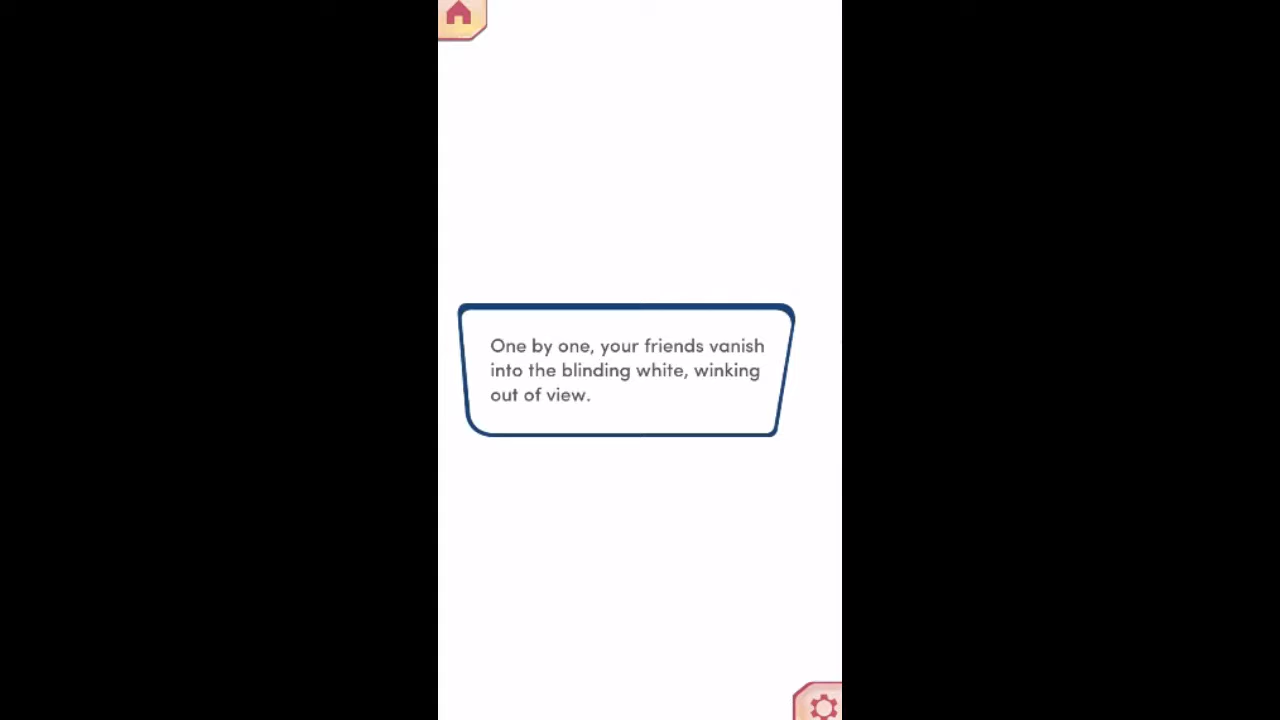 One by one, your friends vanish
into the blinding white, winking
out of view.